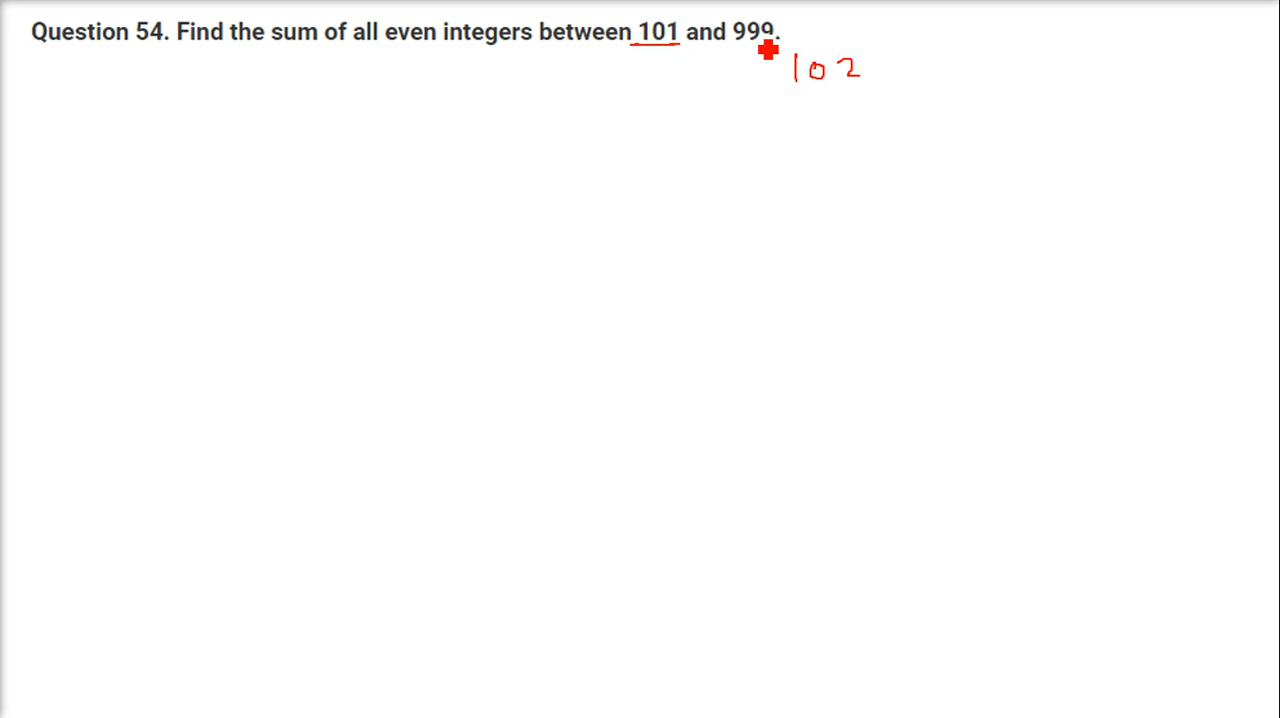 Question 54. Find the sum of all even integers between 101 and 999.
102